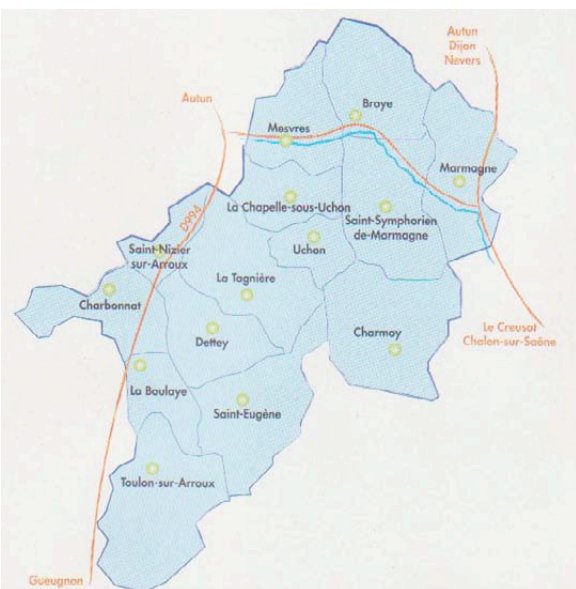 Autun
Dijon
Nevers
Autun
Broye
Mesvres
Marmagne
La Chapelle-sous-Uchon
Saint-Symphorien
de-Marmagne
D994
Uchon
Saint-Nizier
sur-Arroux
La Tagnière
Charbonnat
Le Creusot
Chalon-sur-Saône
Dettey
Charmoy
La Boulaye
Saint-Eugène
Toulon-sur-Arroux
Gueugnon